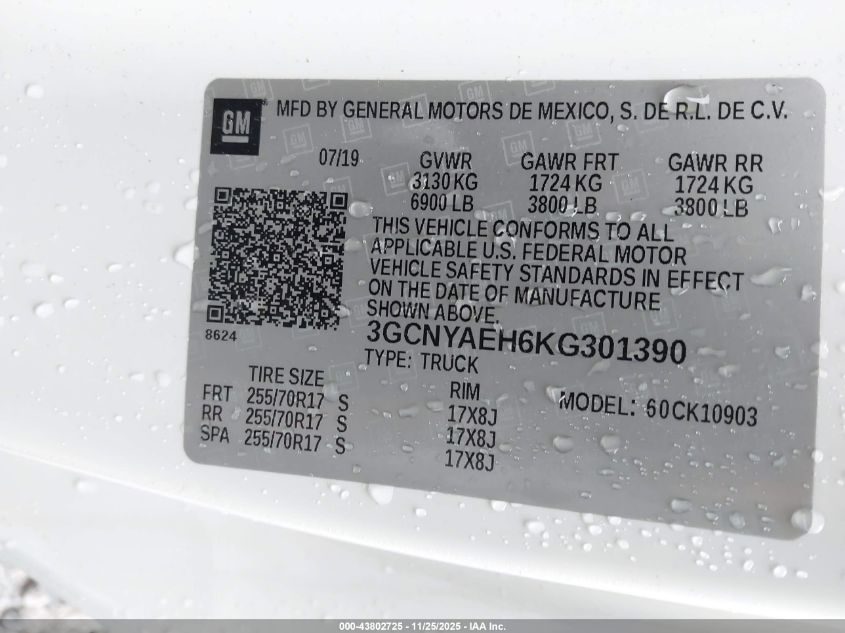 GM
MFD BY GENERAL MOTORS DE MEXICO, S. DE R.L. DE C.V.
07/19 GVWR GAWR FRT GAWR RR
3130 KG 1724 KG 1724 KG
6900 LB 3800 LB 3800 LB
THIS VEHICLE CONFORMS TO ALL
APPLICABLE U.S. FEDERAL MOTOR
VEHICLE SAFETY STANDARDS IN EFFECT
ON THE DATE OF MANUFACTURE
SHOWN ABOVE.
8624
3GCNYAEH6KG301390
TYPE: TRUCK
TIRE SIZE RIM MODEL: 60CK10903
FRT 255/70R17 S 17X8J
RR 255/70R17 S 17X8J
SPA 255/70R17 S 17X8J
000-43802725 - 11/25/2025 - IAA Inc.